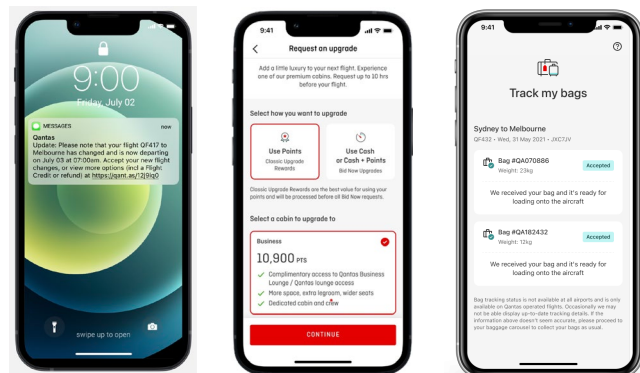 9:00
Friday, July 02
MESSAGES
now
Qantas
Update: Please note that your flight QF417 to
Melbourne has changed and is now departing
on July 03 at 07:00am. Accept your new flight
changes, or view more options (incl a Flight
Credit or refund) at
swipe up to open
9:41
Request an upgrade
Add a little luxury to your next flight. Experience
one of our premium cabins. Request up to 10 hrs
before your flight.
Select how you want to
upgrade
Use Points
Classic Upgrade
Rewards
Use Cash
or Cash + Points
Bid Now Upgrades
Classic Upgrade Rewards are the best value for using your
points and will be processed before all Bid Now requests.
Select a cabin to upgrade to
Business
10,900 PTS
Complimentary access to Qantas Business
Lounge / Qantas lounge access
More space, extra legroom, wider seats
Dedicated cabin and crew
CONTINUE
9:41
Track my bags
Sydney to Melbourne
QF432 • Wed, 31 May 2021 • JXC7JV
Bag #QA070886
Weight: 23kg
Accepted
We received your bag and it's ready for
loading onto the aircraft
Bag #QA182432
Weight: 12kg
Accepted
We received your bag and it's ready for
loading onto the aircraft
Bag tracking status is not available at all airports and is only
available on Qantas operated flights. Occasionally we may
not be able display up-to-date tracking details. If the
information above doesn't seem accurate, please proceed to
your baggage carousel to collect your bags as usual.